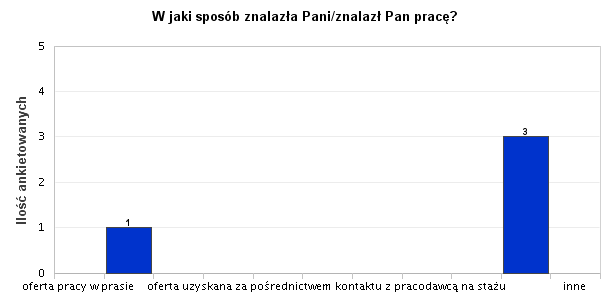 W jaki sposób znalazła Pani/znalazł Pan pracę?
Ilość ankietowanych
5
4
3
2
1
0
1
3
oferta pracy w prasie oferta uzyskana za pośrednictwem kontaktu z pracodawcą na stażu inne